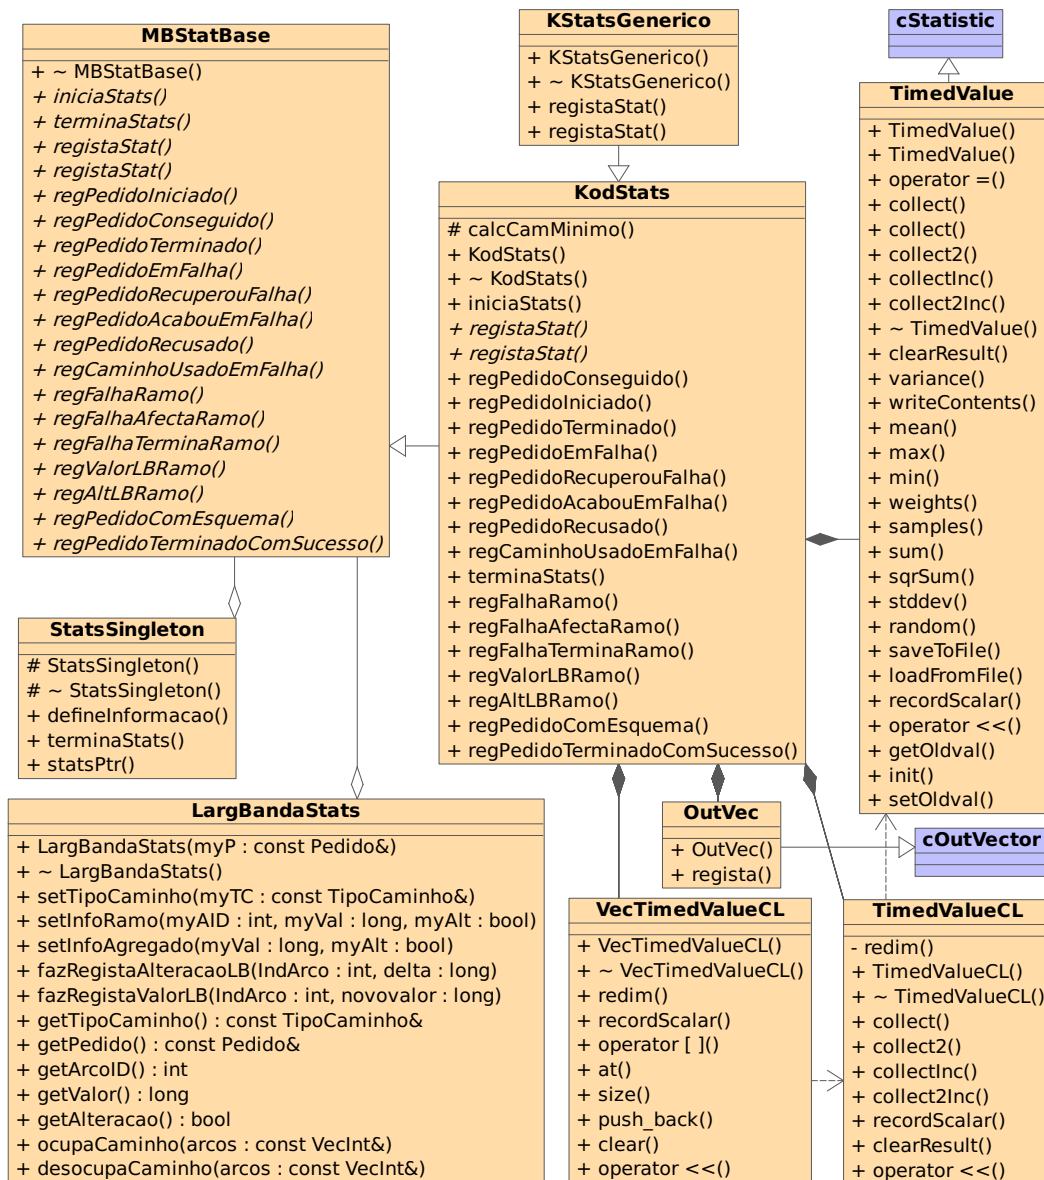 MBStatBase
+ ~ MBStatBase()
+ iniciaStats()
+ terminaStats()
+ registaStat()
+ registaStat()
+ regPedidoIniciado()
+ regPedidoConseguido()
+ regPedidoTerminado()
+ regPedidoEmFalha()
+ regPedidoRecuperouFalha()
+ regPedidoAcabouEmFalha()
+ regPedidoRecusado()
+ regCaminhoUsadoEmFalha()
+ regFalhaRamo()
+ regFalhaAfectaRamo()
+ regFalhaTerminaRamo()
+ regValorLBRamo()
+ regAltLBRamo()
+ regPedidoComEsquema()
+ regPedidoTerminadoComSucesso()
KStatsGenerico
+ KStatsGenerico()
+ ~ KStatsGenerico()
+ registaStat()
+ registaStat()
cStatistic
TimedValue
+ TimedValue()
+ TimedValue()
+ operator =()
+ collect()
+ collect()
+ collect2()
+ collectInc()
+ collect2Inc()
+ ~ TimedValue()
+ clearResult()
+ variance()
+ writeContents()
+ mean()
+ max()
+ min()
+ weights()
+ samples()
+ sum()
+ sqrSum()
+ stddev()
+ random()
+ saveToFile()
+ loadFromFile()
+ recordScalar()
+ operator <<()
+ getOldval()
+ init()
+ setOldval()
KodStats
# calcCamMinimo()
+ KodStats()
+ ~ KodStats()
+ iniciaStats()
+ registaStat()
+ registaStat()
+ regPedidoConseguido()
+ regPedidoIniciado()
+ regPedidoTerminado()
+ regPedidoEmFalha()
+ regPedidoRecuperouFalha()
+ regPedidoAcabouEmFalha()
+ regPedidoRecusado()
+ regCaminhoUsadoEmFalha()
+ terminaStats()
+ regFalhaRamo()
+ regFalhaAfectaRamo()
+ regFalhaTerminaRamo()
+ regValorLBRamo()
+ regAltLBRamo()
+ regPedidoComEsquema()
+ regPedidoTerminadoComSucesso()
StatsSingleton
# StatsSingleton()
# ~ StatsSingleton()
+ defineInformacao()
+ terminaStats()
+ statsPtr()
LargBandaStats
+ LargBandaStats(myP : const Pedido&)
+ ~ LargBandaStats()
+ setTipoCaminho(myTC : const TipoCaminho&)
+ setInfoRamo(myAID : int, myVal : long, myAlt : bool)
+ setInfoAgregado(myVal : long, myAlt : bool)
+ fazRegistaAlteracaoLB(IndArco : int, delta : long)
+ fazRegistaValorLB(IndArco : int, novovalor : long)
+ getTipoCaminho() : const TipoCaminho&
+ getPedido() : const Pedido&
+ getArcoID() : int
+ getValor() : long
+ getAlteracao() : bool
+ ocupaCaminho(arcos : const VecInt&)
+ desocupaCaminho(arcos : const VecInt&)
OutVec
+ OutVec()
+ regista()
cOutVector
VecTimedValueCL
+ VecTimedValueCL()
+ ~ VecTimedValueCL()
+ redim()
+ recordScalar()
+ operator [ ]()
+ at()
+ size()
+ push_back()
+ clear()
+ operator <<()
TimedValueCL
- redim()
+ TimedValueCL()
+ ~ TimedValueCL()
+ collect()
+ collect2()
+ collectInc()
+ collect2Inc()
+ recordScalar()
+ clearResult()
+ operator <<()